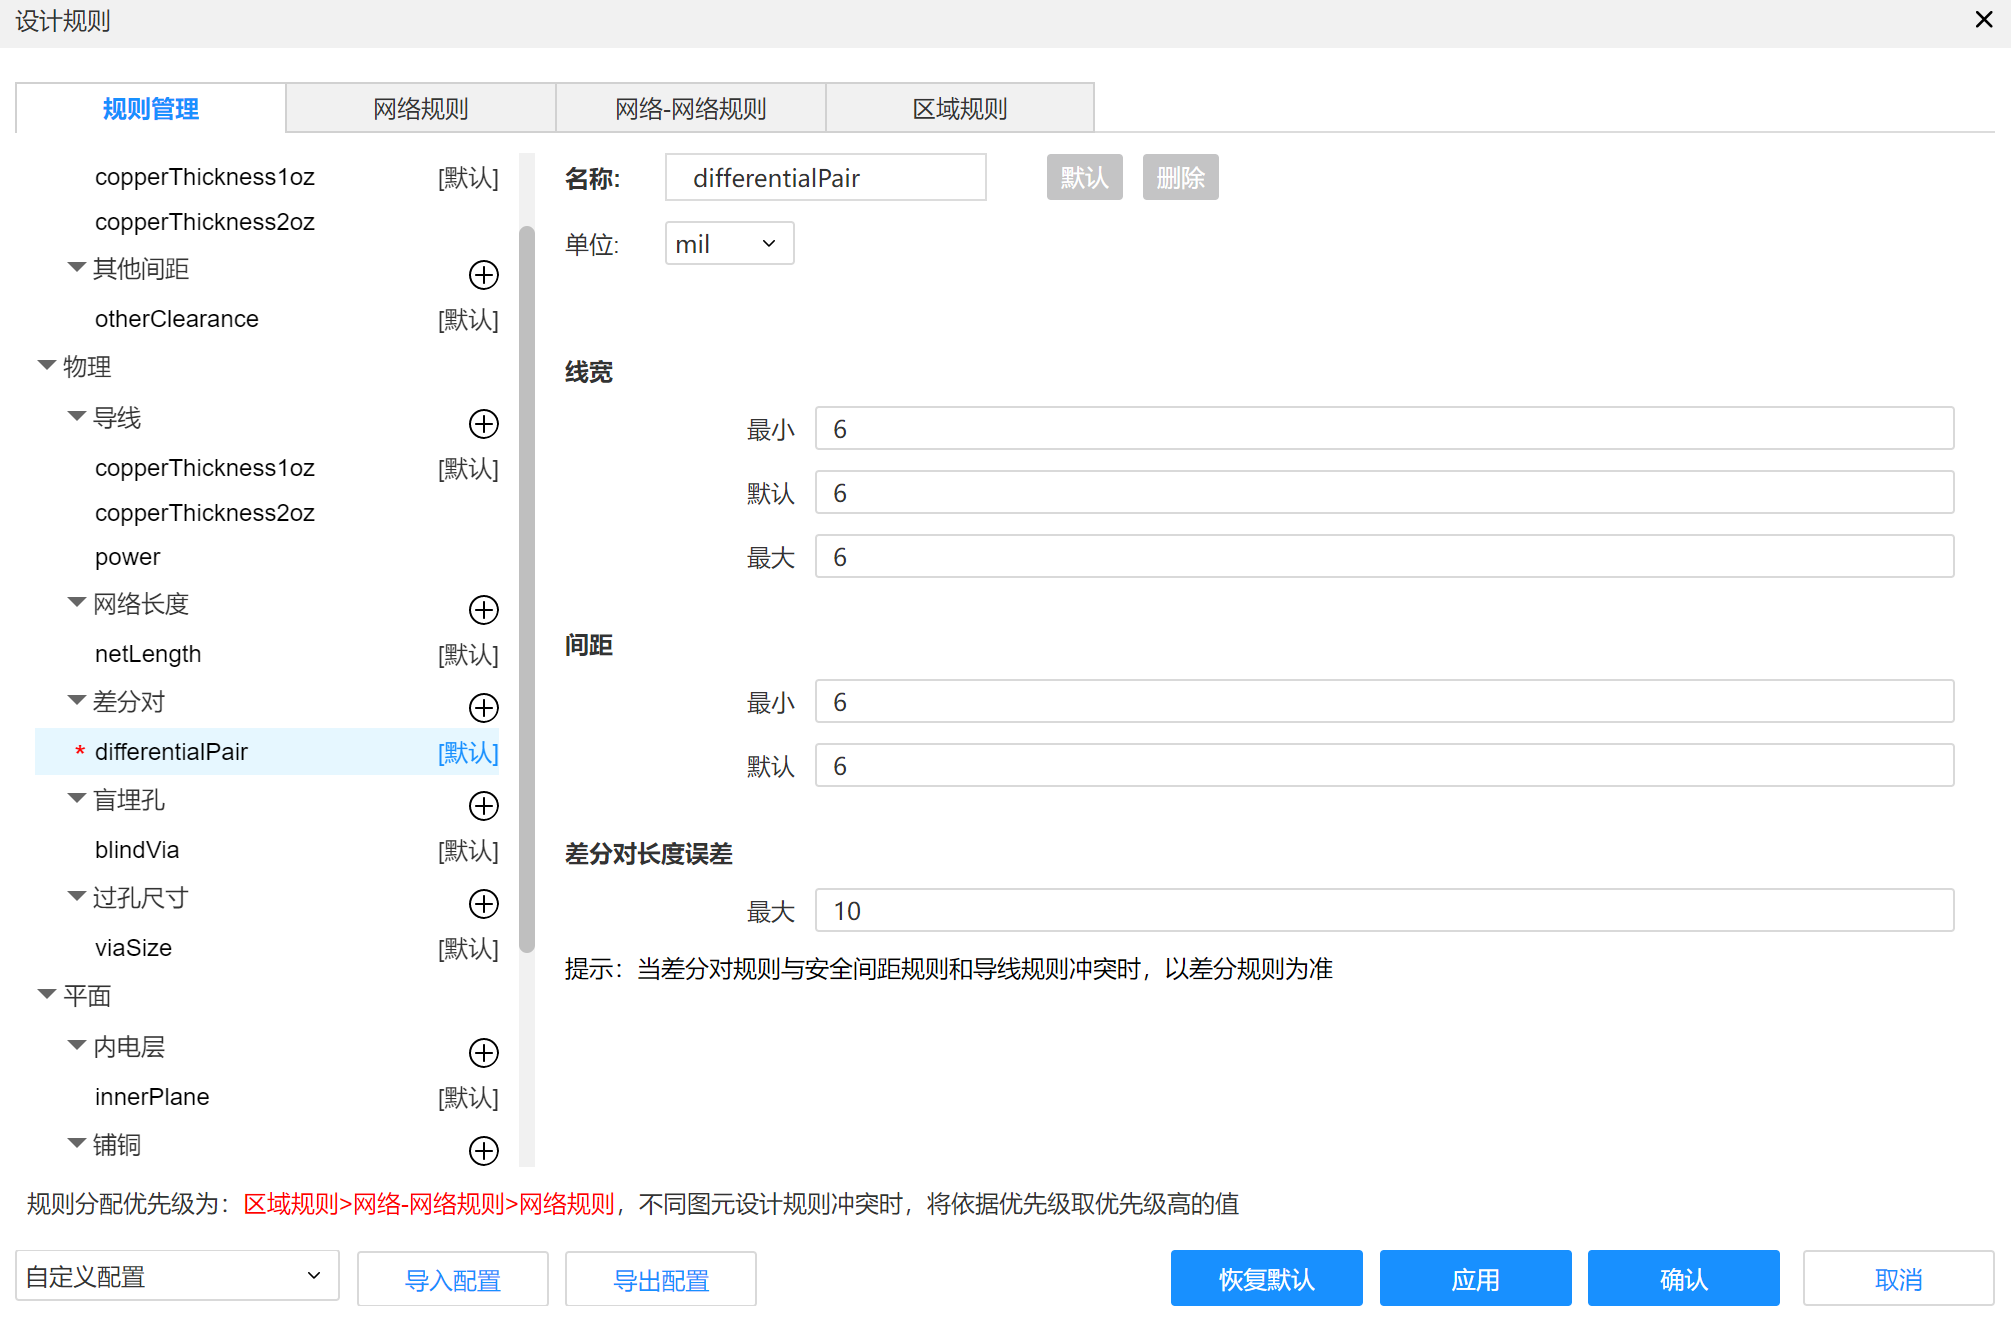 设计规则
规则管理
网络规则
网络-网络规则
区域规则
copperThickness1oz [默认]
copperThickness2oz
其他间距
otherClearance [默认]
物理
导线
copperThickness1oz [默认]
copperThickness2oz
power
网络长度
netLength [默认]
差分对
* differentialPair [默认]
盲埋孔
blindVia [默认]
过孔尺寸
viaSize [默认]
平面
内电层
innerPlane [默认]
铺铜
名称: differentialPair 默认 删除
单位: mil
线宽
最小 6
默认 6
最大 6
间距
最小 6
默认 6
差分对长度误差
最大 10
提示：当差分对规则与安全间距规则和导线规则冲突时，以差分规则为准
规则分配优先级为：区域规则>网络-网络规则>网络规则，不同图元设计规则冲突时，将依据优先级取优先级高的值
自定义配置 导入配置 导出配置 恢复默认 应用 确认 取消